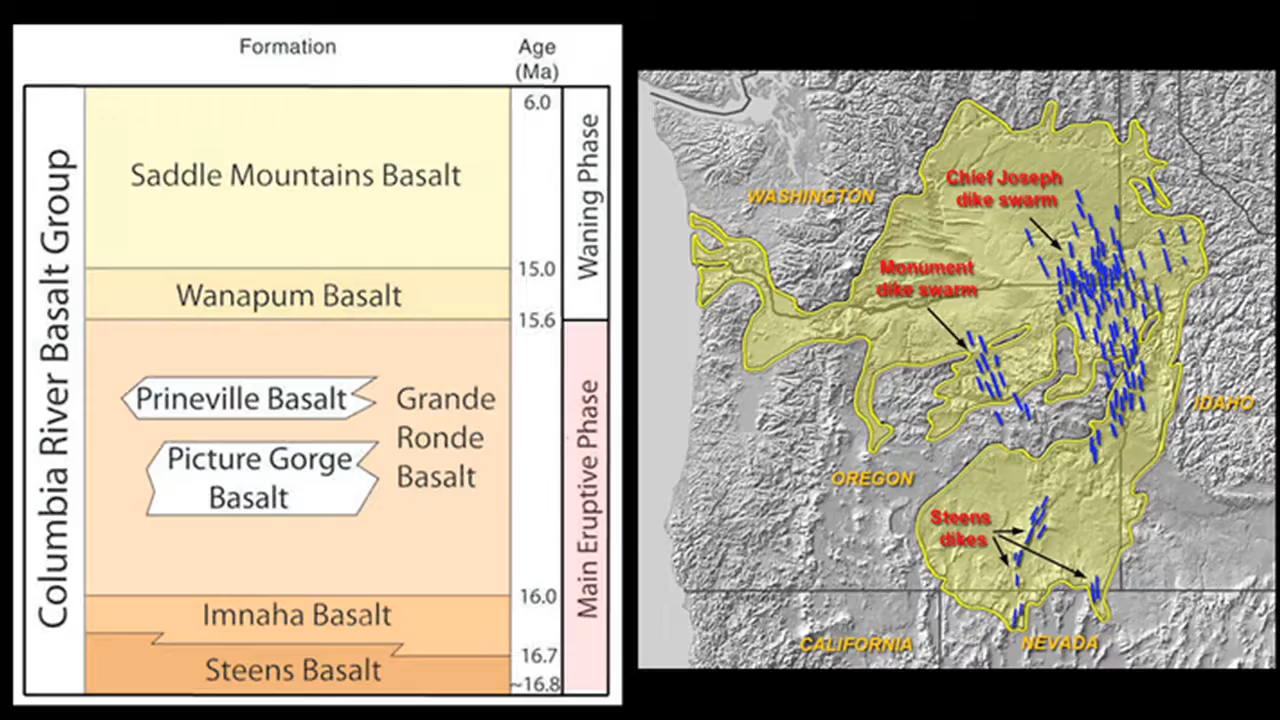 Formation
Age
(Ma)
Columbia River Basalt Group
Saddle Mountains Basalt
6.0
Waning Phase
15.0
Wanapum Basalt
15.6
Prineville Basalt
Picture Gorge
Basalt
Grande
Ronde
Basalt
Main Eruptive Phase
16.0
Imnaha Basalt
16.7
Steens Basalt
~16.8
WASHINGTON
Chief Joseph
dike swarm
Monument
dike swarm
IDAHO
OREGON
Steens
dikes
CALIFORNIA
NEVADA